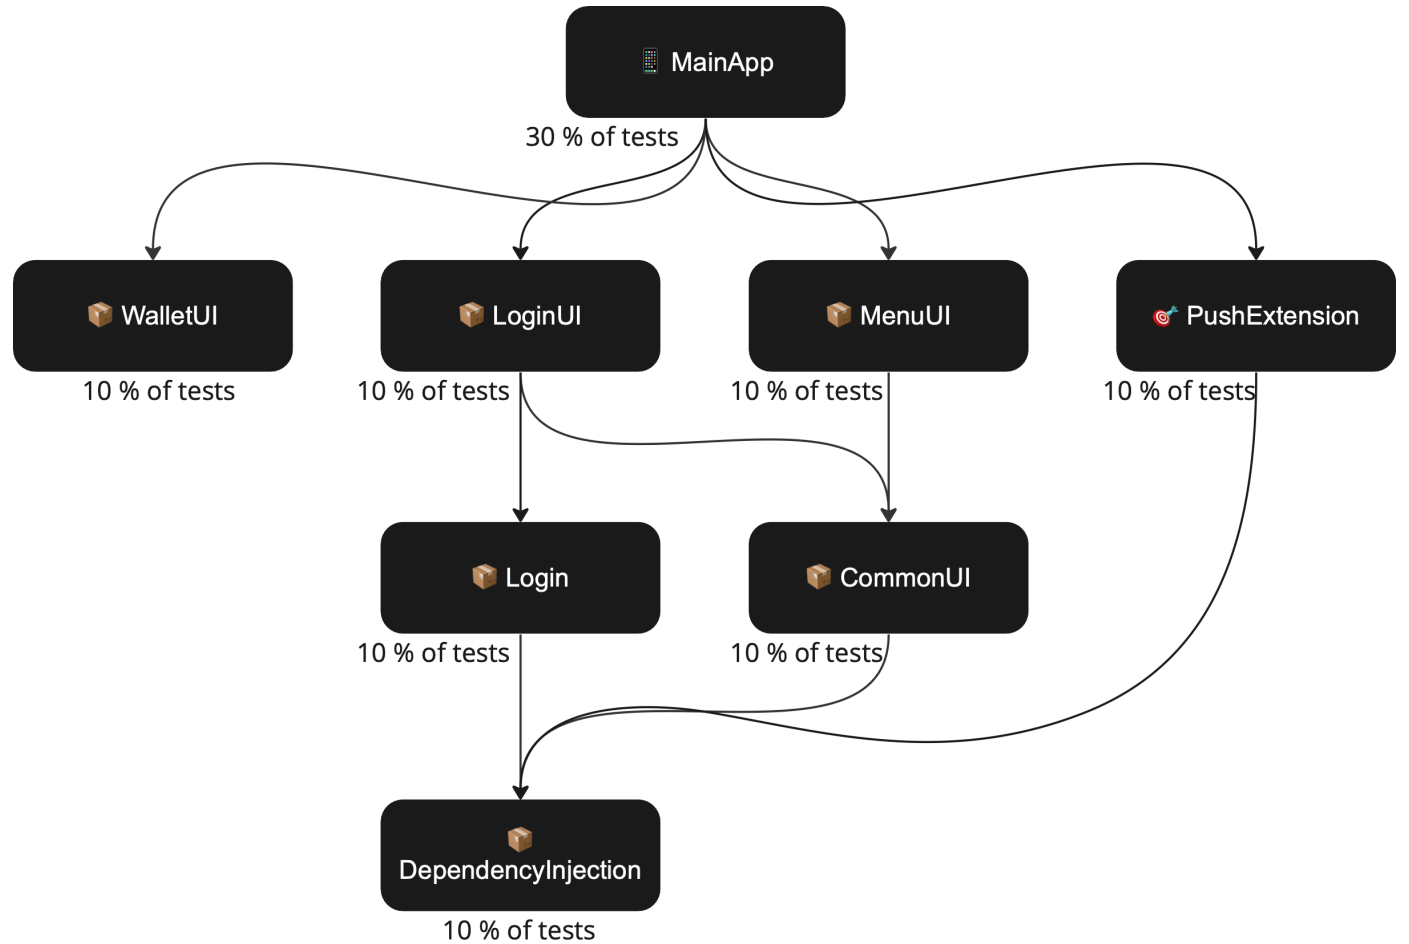 MainApp
30 % of tests
WalletUI
LoginUI
MenuUI
PushExtension
10 % of tests
10 % of tests
10 % of tests
10 % of tests
Login
CommonUI
10 % of tests
10 % of tests
DependencyInjection
10 % of tests